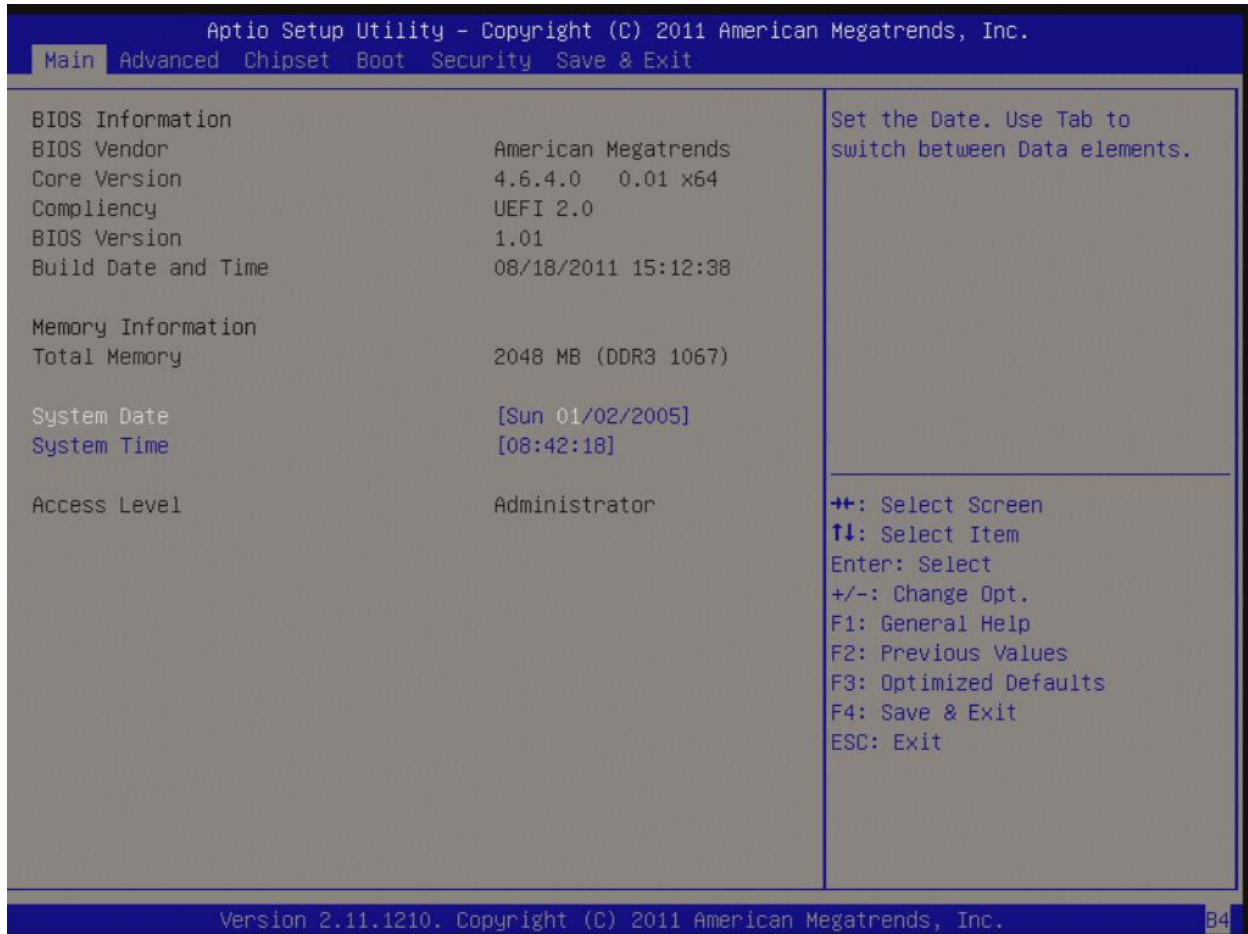 Aptio Setup Utility – Copyright (C) 2011 American Megatrends, Inc.
Main Advanced Chipset Boot Security Save & Exit
BIOS Information
BIOS Vendor American Megatrends
Core Version 4.6.4.0 0.01 x64
Compliency UEFI 2.0
BIOS Version 1.01
Build Date and Time 08/18/2011 15:12:38
Memory Information
Total Memory 2048 MB (DDR3 1067)
System Date [Sun 01/02/2005]
System Time [08:42:18]
Access Level Administrator
Set the Date. Use Tab to
switch between Data elements.
→←: Select Screen
↑↓: Select Item
Enter: Select
+/-: Change Opt.
F1: General Help
F2: Previous Values
F3: Optimized Defaults
F4: Save & Exit
ESC: Exit
Version 2.11.1210. Copyright (C) 2011 American Megatrends, Inc.
B4